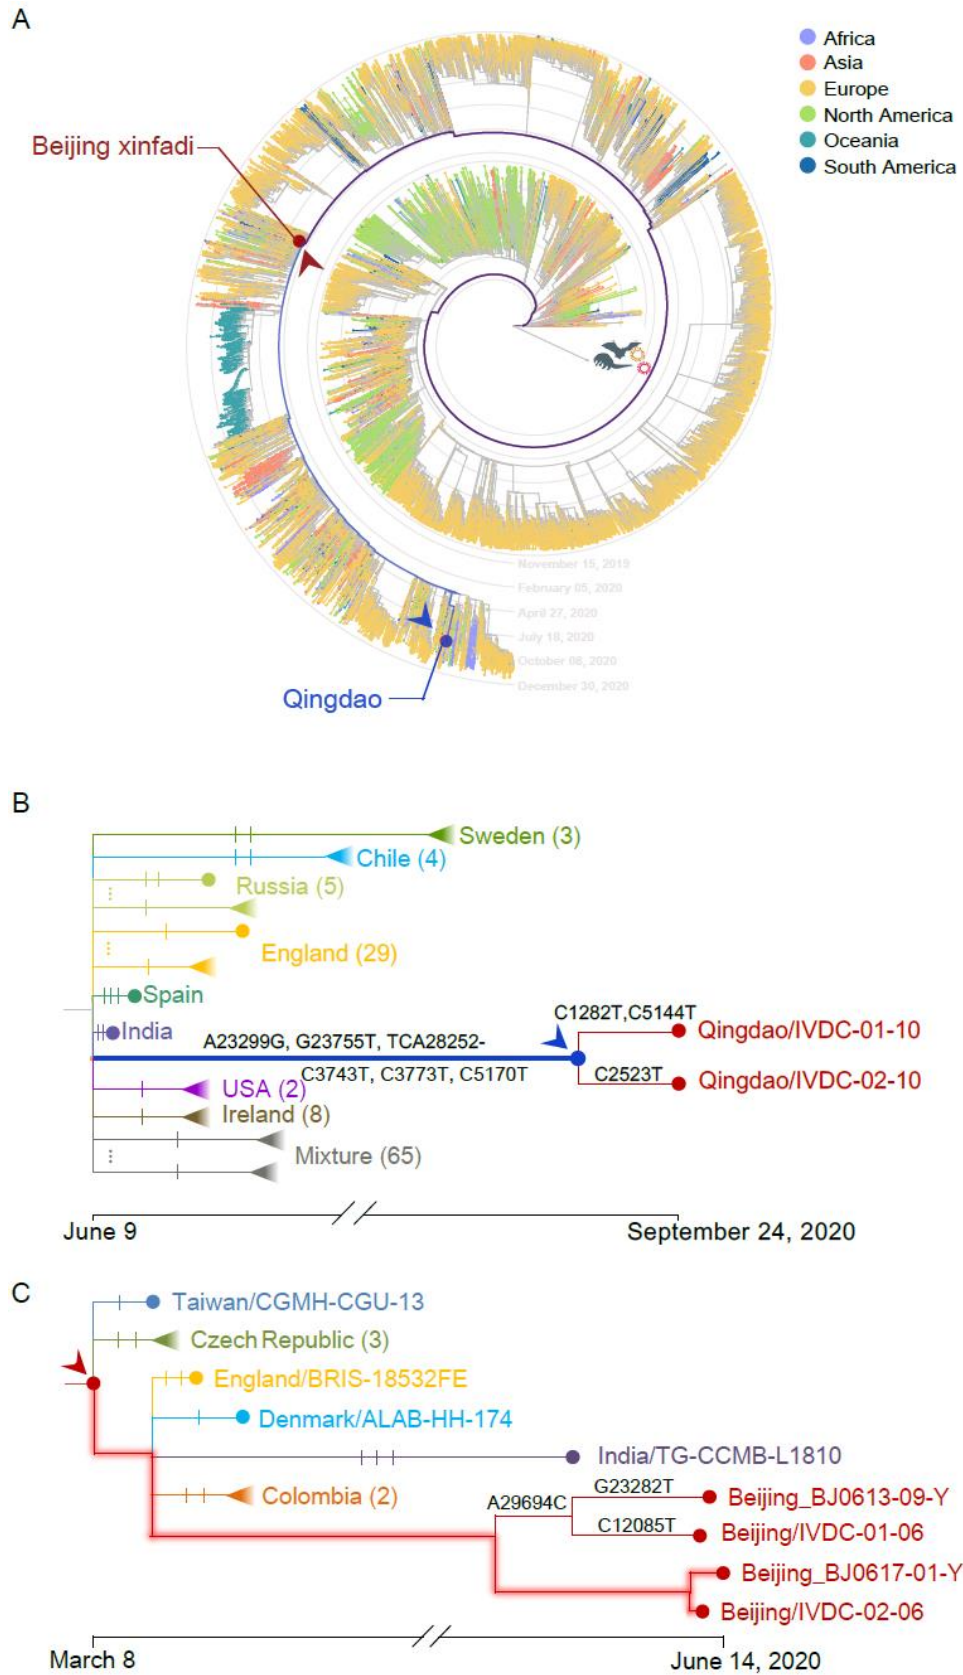 A
Africa
Asia
Europe
North America
Oceania
South America
Beijing xinfadi
November 15, 2019
February 05, 2020
April 27, 2020
July 18, 2020
October 08, 2020
December 30, 2020
Qingdao
B
Sweden (3)
Chile (4)
Russia (5)
England (29)
Spain
India
C1282T,C5144T
Qingdao/IVDC-01-10
A23299G, G23755T, TCA28252-
C3743T, C3773T, C5170T
C2523T
Qingdao/IVDC-02-10
USA (2)
Ireland (8)
Mixture (65)
June 9
September 24, 2020
C
Taiwan/CGMH-CGU-13
Czech Republic (3)
England/BRIS-18532FE
Denmark/ALAB-HH-174
India/TG-CCMB-L1810
Colombia (2)
A29694C
G23282T
Beijing_BJ0613-09-Y
C12085T
Beijing/IVDC-01-06
Beijing_BJ0617-01-Y
Beijing/IVDC-02-06
March 8
June 14, 2020